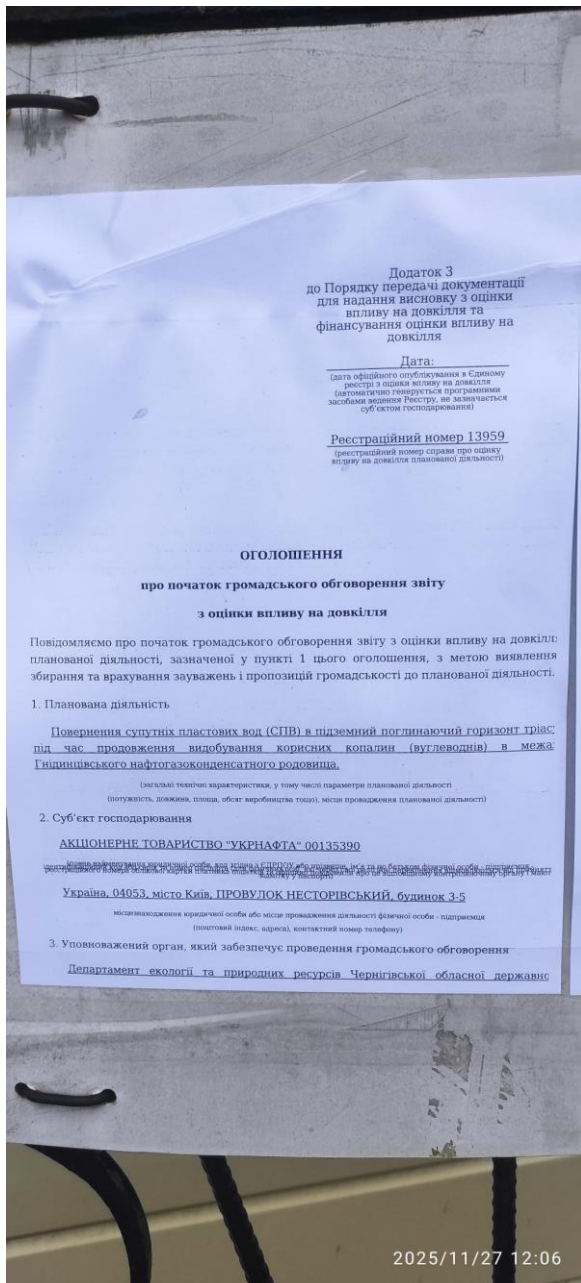 Додаток 3
до Порядку передачі документації
для надання висновку з оцінки
впливу на довкілля та
фінансування оцінки впливу на
довкілля
Дата:
(дата офіційного опублікування в Єдиному
реєстрі з оцінки впливу на довкілля
(автоматично генерується програмними
засобами ведення Реєстру, не зазначається
суб'єктом господарювання)
Реєстраційний номер 13959
(реєстраційний номер справи про оцінку
впливу на довкілля планованої діяльності)
ОГОЛОШЕННЯ
про початок громадського обговорення звіту
з оцінки впливу на довкілля
Повідомляємо про початок громадського обговорення звіту з оцінки впливу на довкілл
планованої діяльності, зазначеної у пункті 1 цього оголошення, з метою виявлення
збирання та врахування зауважень і пропозицій громадськості до планованої діяльності.
1. Планована діяльність
Повернення супутніх пластових вод (СПВ) в підземний поглинаючий горизонт тріас
під час продовження видобування корисних копалин (вуглеводнів) в межа
Гнідинцівського нафтогазоконденсатного родовища.
(загальні технічні характеристики, у тому числі параметри планованої діяльності
(потужність, довжина, площа, обсяг виробництва тощо), місце провадження планованої діяльності)
2. Суб'єкт господарювання
АКЦІОНЕРНЕ ТОВАРИСТВО "УКРНАФТА" 00135390
Україна, 04053, місто Київ, ПРОВУЛОК НЕСТОРІВСЬКИЙ, будинок 3-5
місцезнаходження юридичної особи або місце провадження діяльності фізичної особи - підприємця
(поштовий індекс, адреса), контактний номер телефону)
3. Уповноважений орган, який забезпечує проведення громадського обговорення
Департамент екології та природних ресурсів Чернігівської обласної державно
2025/11/27 12:06